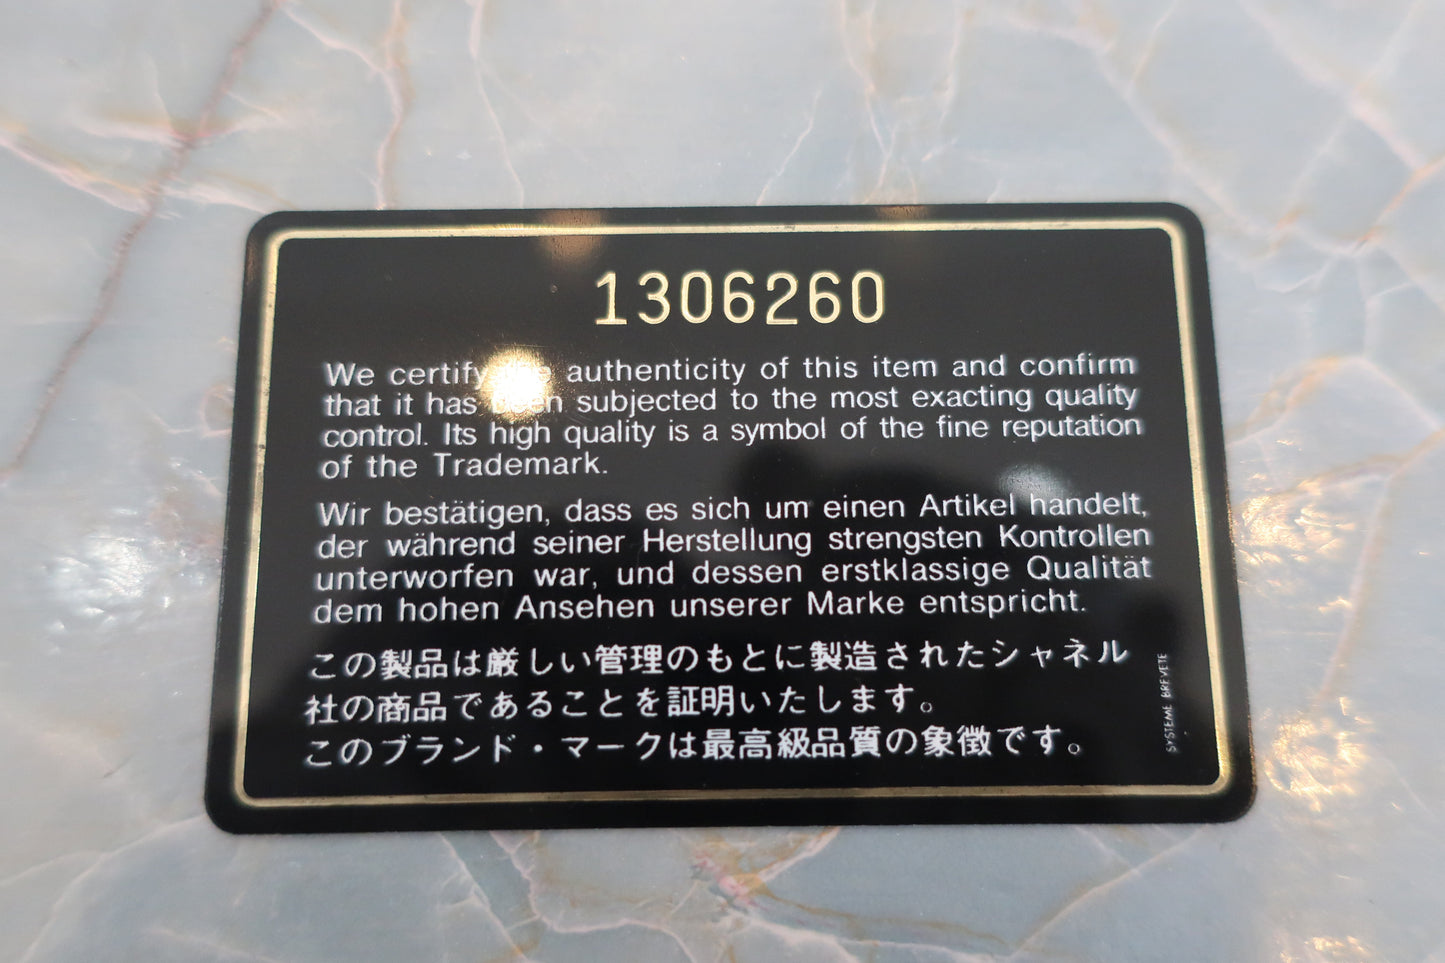 1306260
We certify the authenticity of this item and confirm
that it has been subjected to the most exacting quality
control. Its high quality is a symbol of the fine reputation
of the Trademark.
Wir bestätigen, dass es sich um einen Artikel handelt,
der während seiner Herstellung strengsten Kontrollen
unterworfen war, und dessen erstklassige Qualität
dem hohen Ansehen unserer Marke entspricht.
この製品は厳しい管理のもとに製造されたシャネル
社の商品であることを証明いたします。
このブランド・マークは最高級品質の象徴です。
SYSTEME BREVETE